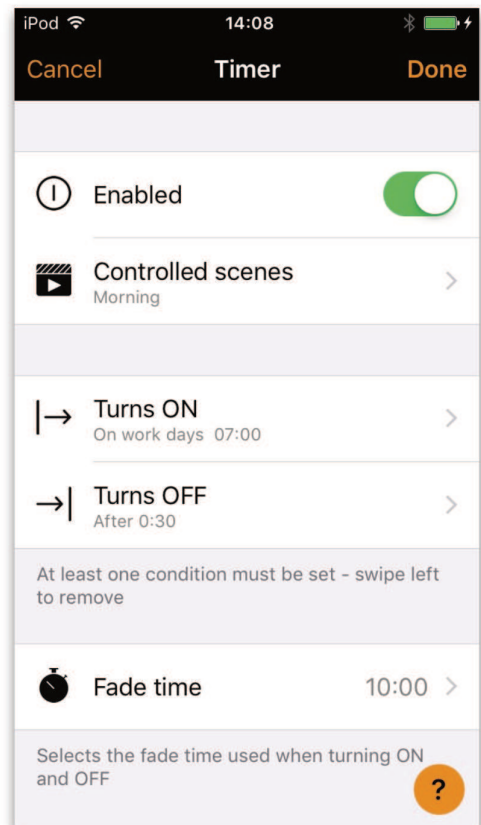 iPod 14:08
Cancel Timer Done
Enabled
Controlled scenes
Morning
Turns ON
On work days 07:00
Turns OFF
After 0:30
At least one condition must be set - swipe left
to remove
Fade time 10:00
Selects the fade time used when turning ON
and OFF
?